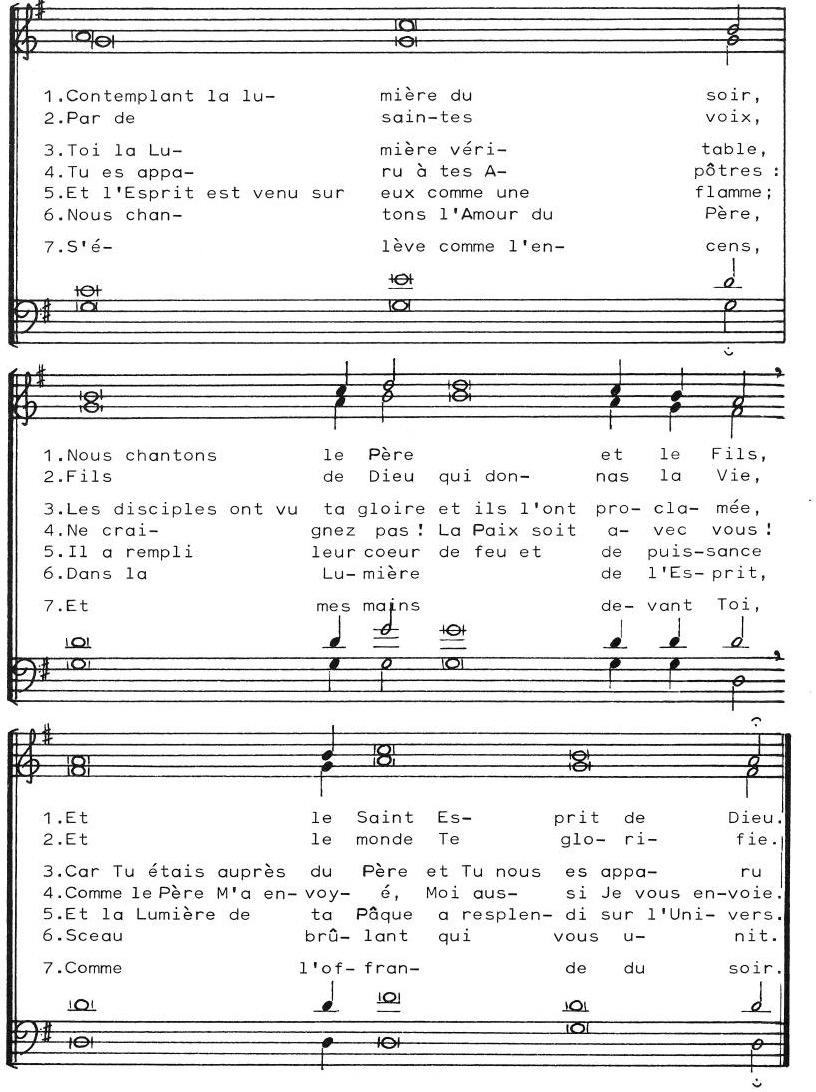 1.Contemplant la lu- mière du soir,
2.Par de sain-tes voix,
3.Toi la Lu- mière véri- table,
4.Tu es appa- ru à tes A- pôtres :
5.Et l'Esprit est venu sur eux comme une flamme;
6.Nous chan- tons l'Amour du Père,
7.S'é- lève comme l'en- cens,
1.Nous chantons le Père et le Fils,
2.Fils de Dieu qui don- nas la Vie,
3.Les disciples ont vu ta gloire et ils l'ont pro- cla- mée,
4.Ne crai- gnez pas! La Paix soit a- vec vous!
5.Il a rempli leur coeur de feu et de puis-sance
6.Dans la Lu- mière de l'Es- prit,
7.Et mes mains de- vant Toi,
1.Et le Saint Es- prit de Dieu.
2.Et le monde Te glo- ri- fie.
3.Car Tu étais auprès du Père et Tu nous es appa- ru
4.Comme le Père M'a en- voy- é, Moi aus- si Je vous en-voie.
5.Et la Lumière de ta Pâque a resplen- di sur l'Uni- vers.
6.Sceau brû- lant qui vous u- nit.
7.Comme l'of- fran- de du soir.